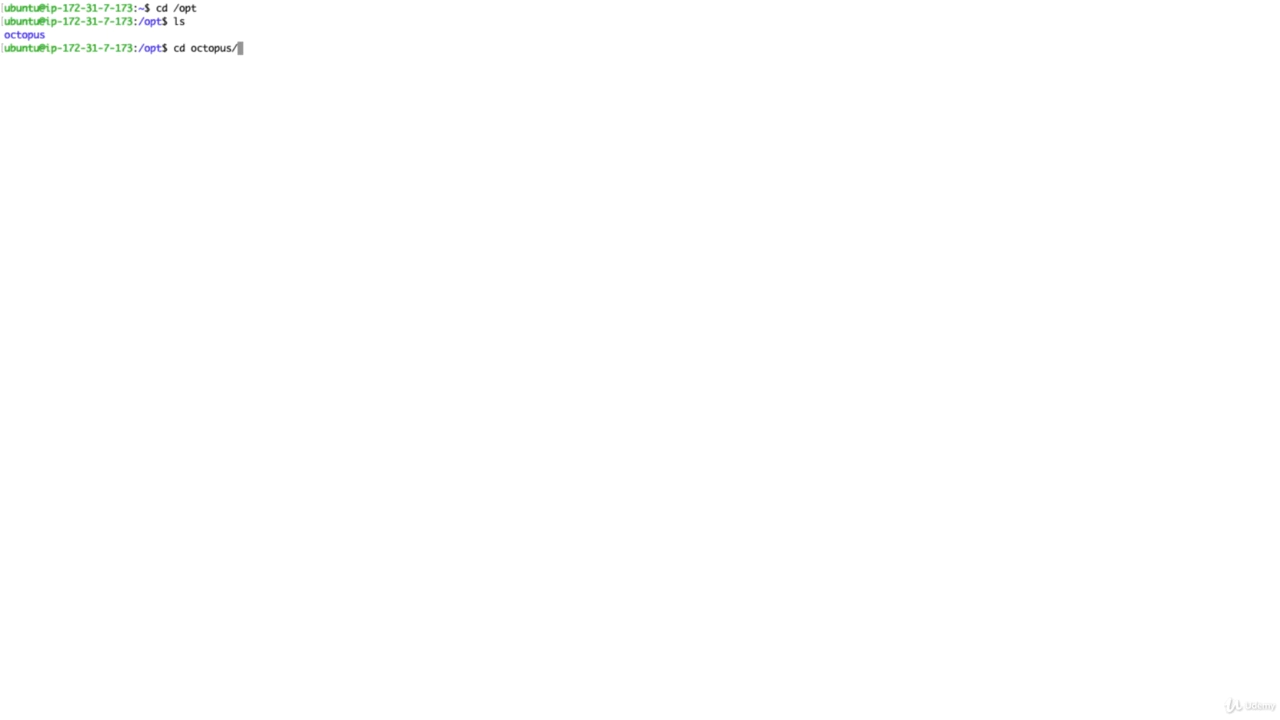 ubuntu@ip-172-31-7-173:~$ cd /opt
ubuntu@ip-172-31-7-173:/opt$ ls
octopus
ubuntu@ip-172-31-7-173:/opt$ cd octopus/
Udemy